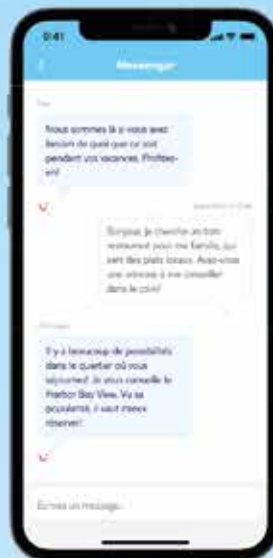 9:41
Messenger
Nous sommes là si vous avez
besoin de quoi que ce soit
pendant vos vacances. Profitez-
en!
Bonjour, je cherche un bon
restaurant pour ma famille, qui
sert des plats locaux. Avez-vous
une adresse à me conseiller
dans le coin?
Il y a beaucoup de possibilités
dans le quartier où vous
séjournez! Je vous conseille le
Harbor Bay View. Vu sa
popularité, il vaut mieux
réserver!
Écrivez un message...